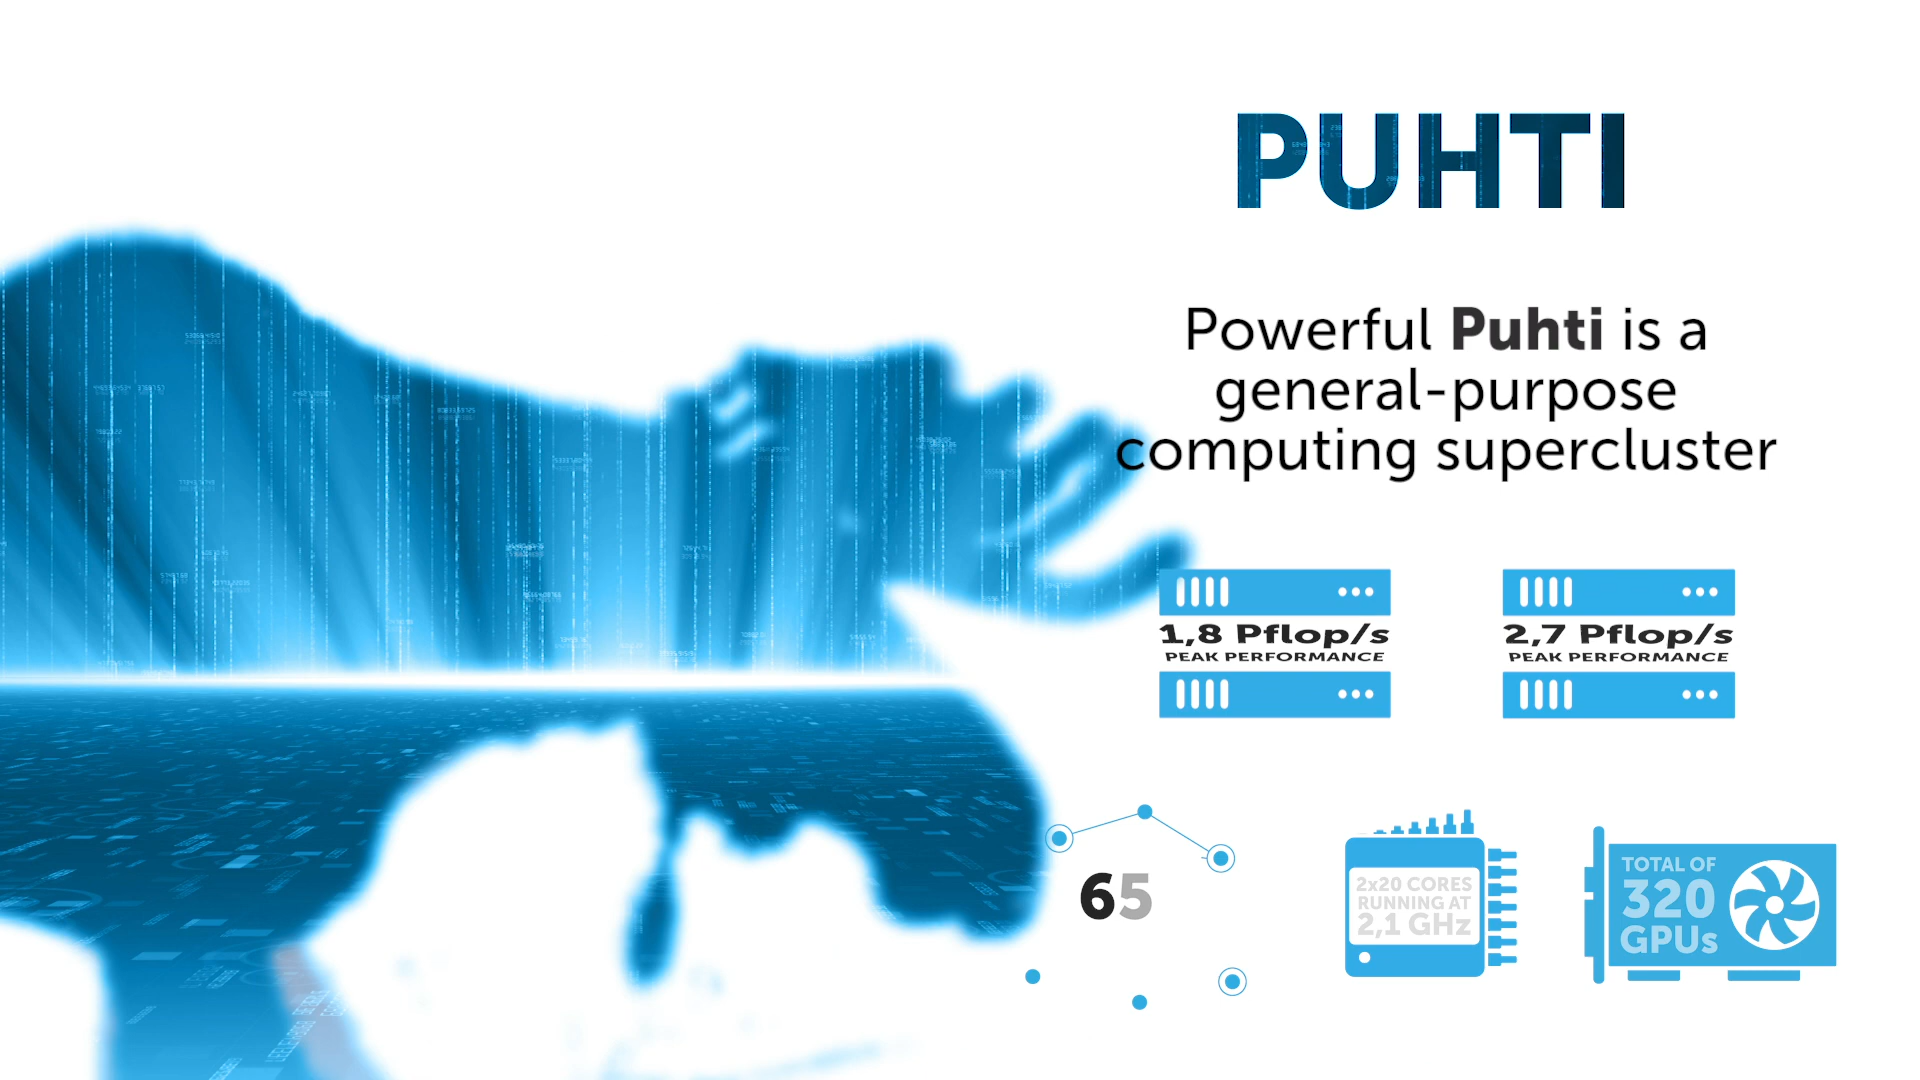 PUHTI
Powerful Puhti is a
general-purpose
computing supercluster
1,8 Pflop/s
PEAK PERFORMANCE
2,7 Pflop/s
PEAK PERFORMANCE
65
2x20 CORES
RUNNING AT
2,1 GHz
TOTAL OF
320
GPUs